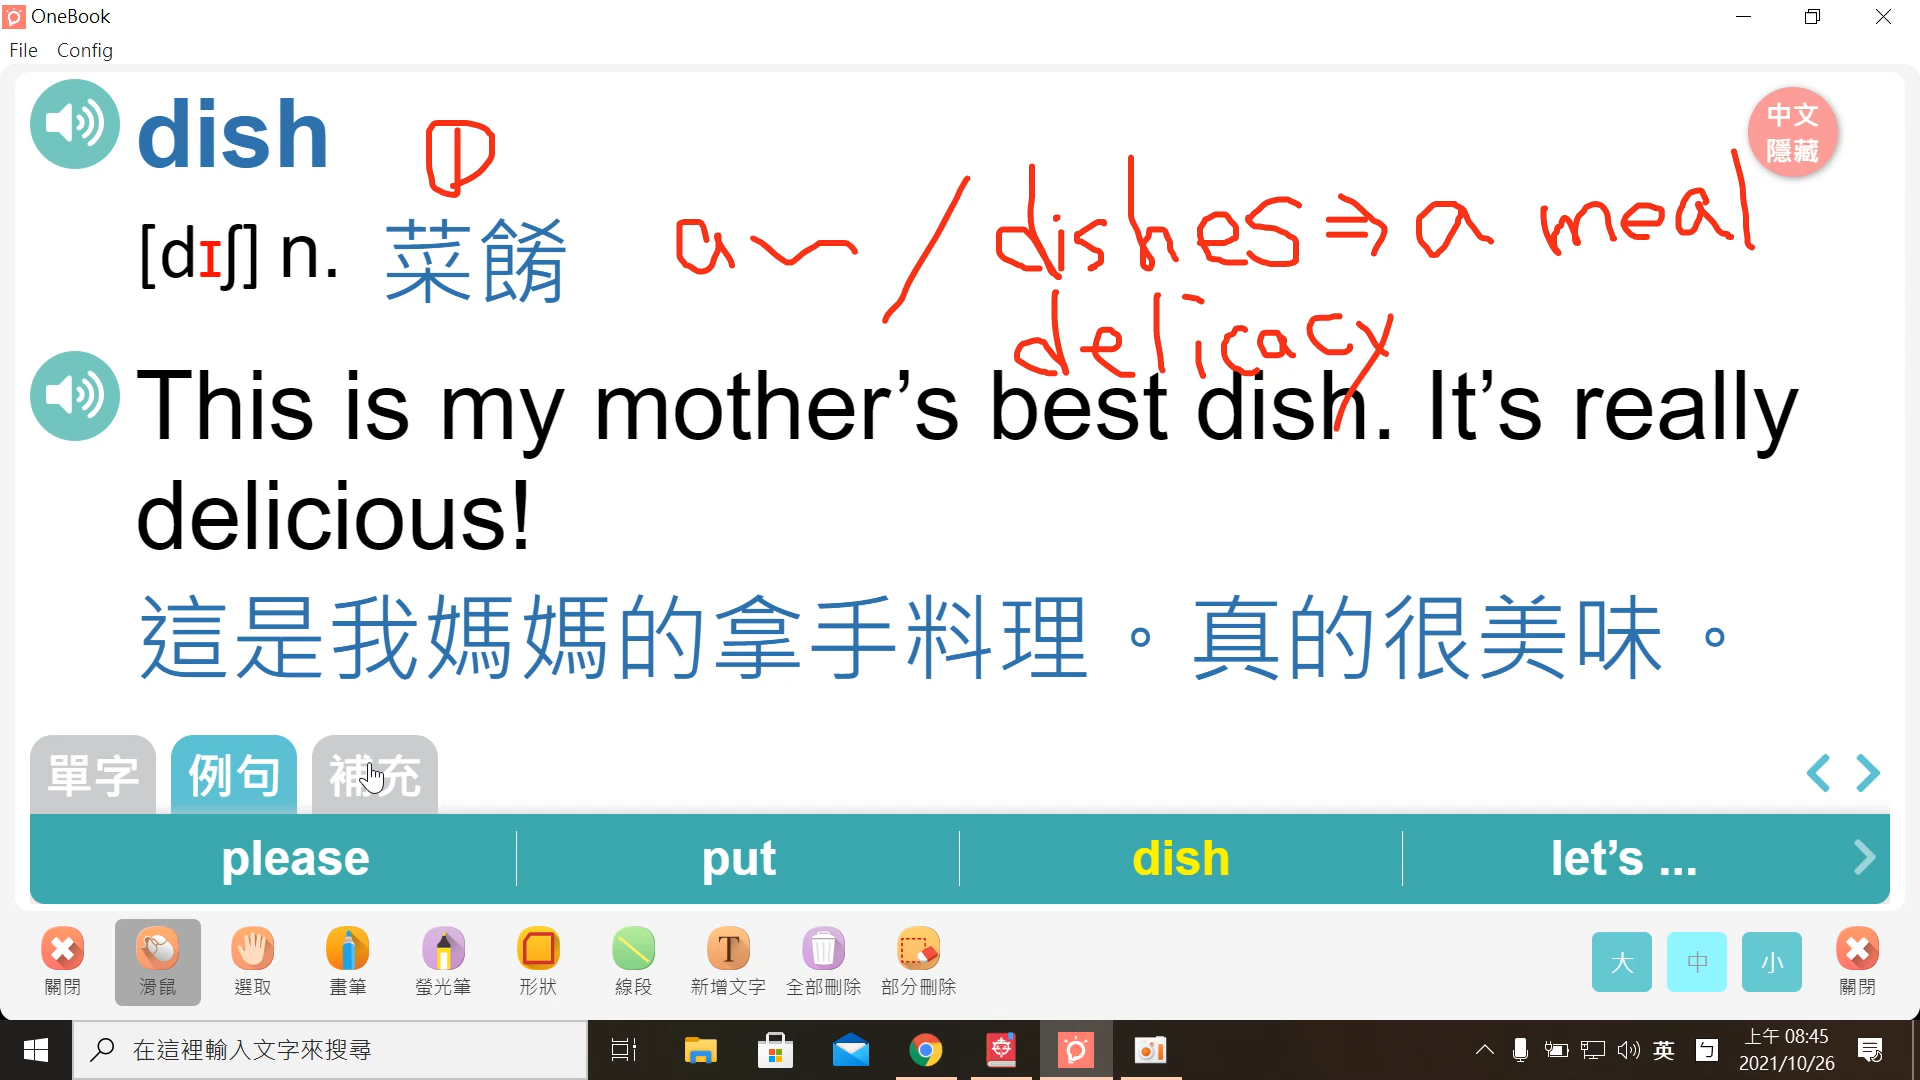 OneBook
File Config
dish
中文
隱藏
[dɪʃ] n. 菜餚
a ~ / dishes ⇒ a meal
delicacy
This is my mother’s best dish. It’s really
delicious!
這是我媽媽的拿手料理。真的很美味。
單字 例句 補充
please put dish let’s ...
關閉 滑鼠 選取 畫筆 螢光筆 形狀 線段 新增文字 全部刪除 部分刪除 大 中 小 關閉
在這裡輸入文字來搜尋
英 ㄅ
上午 08:45
2021/10/26